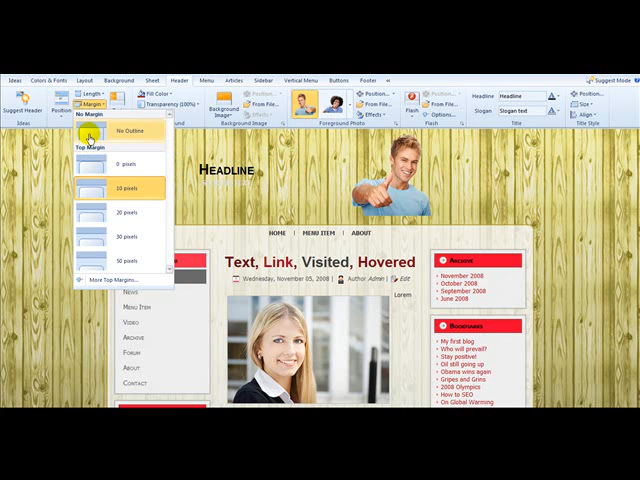 Ideas Colors & Fonts Layout Background Sheet Header Menu Articles Sidebar Vertical Menu Buttons Footer Suggest Mode
Suggest Header Position Length Margin Fill Color Transparency (100%) Background Image Position... From File... Effects Position... From File... Effects Flash Position... From File... Options... Headline Headline Slogan Slogan text Position... Size Align
Ideas Background Image Foreground Photo Flash Title Title Style
No Margin
No Outline
Top Margin
0 pixels
10 pixels
20 pixels
30 pixels
50 pixels
More Top Margins...
Headline
HOME | MENU ITEM | ABOUT
News
Menu Item
Video
Archive
Forum
About
Contact
Text, Link, Visited, Hovered
Wednesday, November 05, 2008 | Author Admin | Edit
Lorem
Archive
November 2008
October 2008
September 2008
June 2008
Bookmarks
My first blog
Who will prevail?
Stay positive!
Oil still going up
Obama wins again
Gripes and Grins
2008 Olympics
How to SEO
On Global Warming